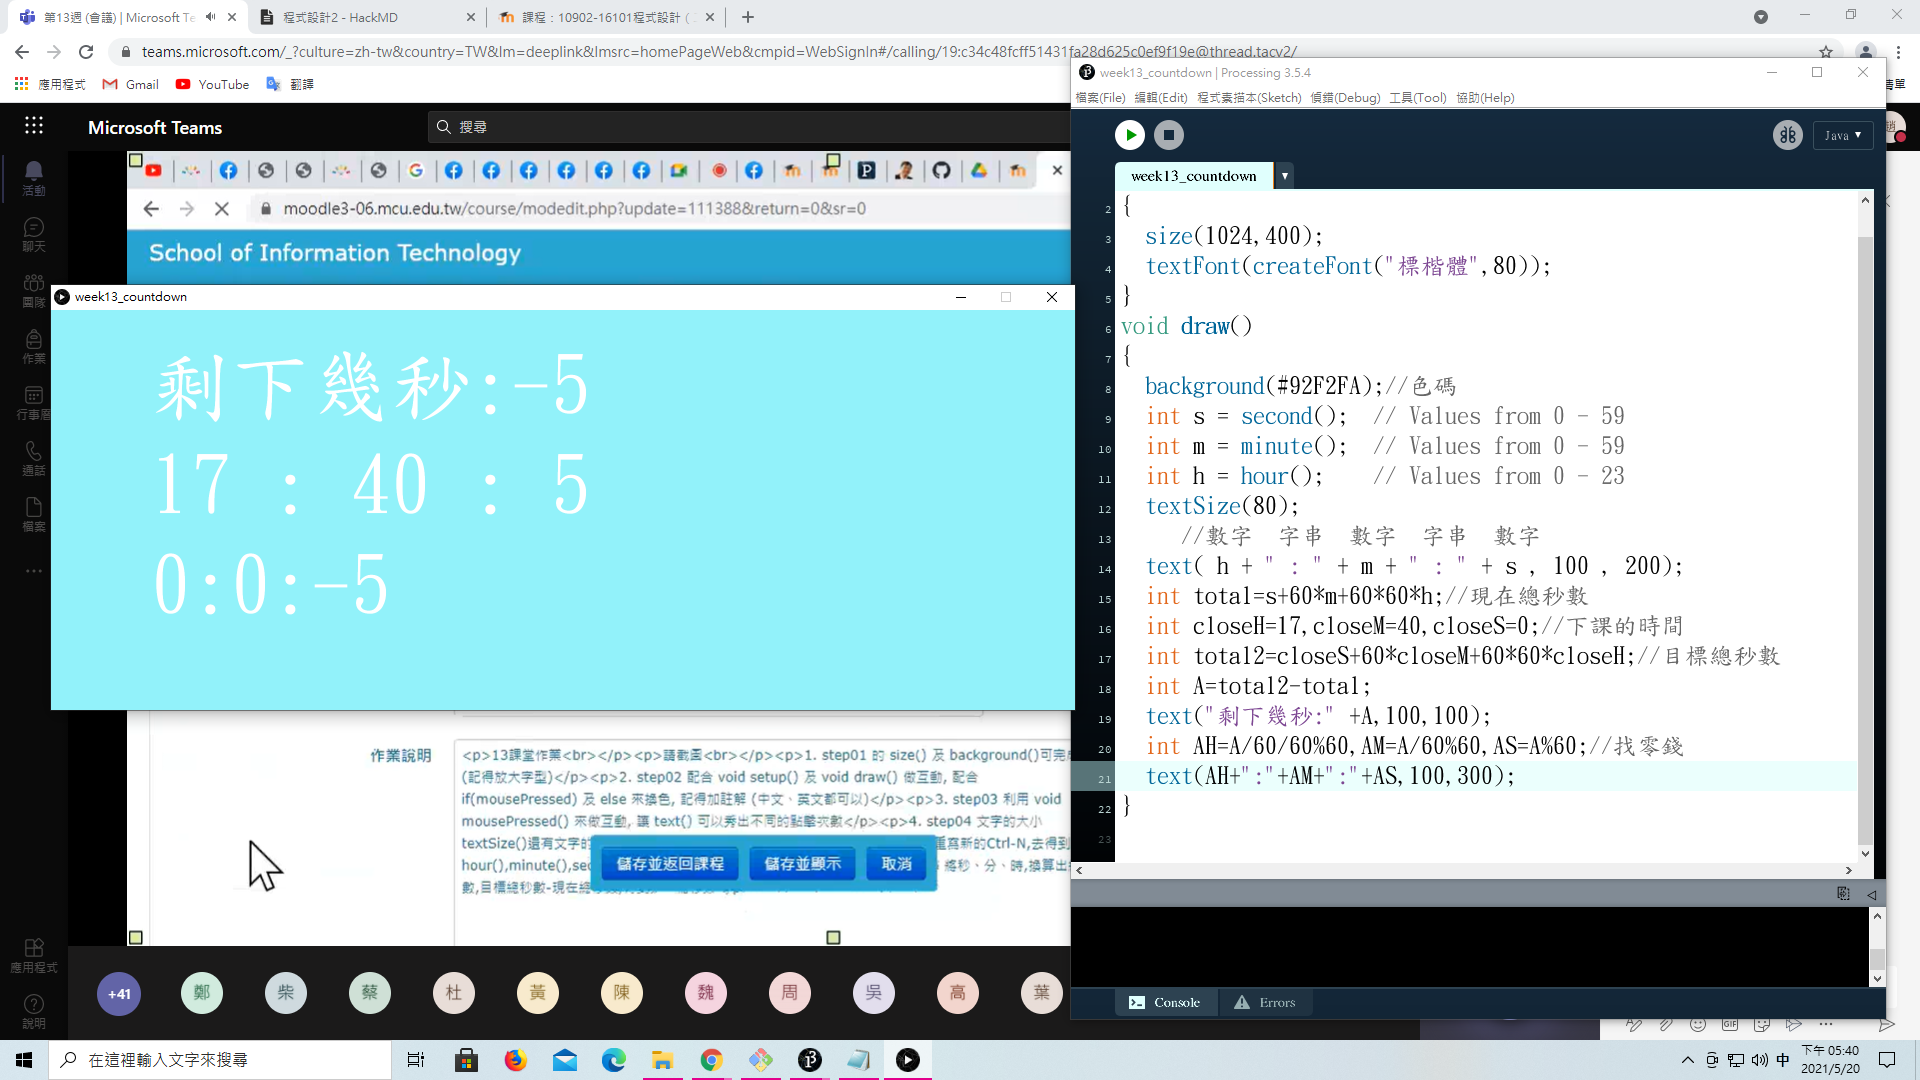 第13週 (會議) | Microsoft Te
程式設計2 - HackMD
課程：10902-16101程式設計 (
teams.microsoft.com/_?culture=zh-tw&country=TW&lm=deeplink&lmsrc=homePageWeb&cmpid=WebSignIn#/calling/19:c34c48fcff51431fa28d625c0ef9f19e@thread.tacv2/
應用程式
Gmail
YouTube
翻譯
Microsoft Teams
搜尋
活動
聊天
團隊
作業
行事曆
通話
檔案
應用程式
說明
moodle3-06.mcu.edu.tw/course/modedit.php?update=111388&return=0&sr=0
School of Information Technology
week13_countdown
剩下幾秒:-5
17 : 40 : 5
0:0:-5
作業說明
<p>13課堂作業<br></p><p>請截圖<br></p><p>1. step01 的 size() 及 background()可完成
(記得放大字型)</p><p>2. step02 配合 void setup() 及 void draw() 做互動, 配合
if(mousePressed) 及 else 來換色, 記得加註解 (中文、英文都可以)</p><p>3. step03 利用 void
mousePressed() 來做互動, 讓 text() 可以秀出不同的點擊次數</p><p>4. step04 文字的大小
textSize()還有文字的
重寫新的Ctrl-N,去得到
hour(),minute(),sec
將秒、分、時,換算出
數,目標總秒數-現在總
儲存並返回課程
儲存並顯示
取消
+41
鄭
柴
蔡
杜
黃
陳
魏
周
吳
高
葉
week13_countdown | Processing 3.5.4
檔案(File) 編輯(Edit) 程式素描本(Sketch) 偵錯(Debug) 工具(Tool) 協助(Help)
Java
week13_countdown
2 {
3 size(1024,400);
4 textFont(createFont("標楷體",80));
5 }
6 void draw()
7 {
8 background(#92F2FA);//色碼
9 int s = second(); // Values from 0 - 59
10 int m = minute(); // Values from 0 - 59
11 int h = hour(); // Values from 0 - 23
12 textSize(80);
13 //數字 字串 數字 字串 數字
14 text( h + " : " + m + " : " + s , 100 , 200);
15 int total=s+60*m+60*60*h;//現在總秒數
16 int closeH=17,closeM=40,closeS=0;//下課的時間
17 int total2=closeS+60*closeM+60*60*closeH;//目標總秒數
18 int A=total2-total;
19 text("剩下幾秒:" +A,100,100);
20 int AH=A/60/60%60,AM=A/60%60,AS=A%60;//找零錢
21 text(AH+":"+AM+":"+AS,100,300);
22 }
23
Console
Errors
GIF
在這裡輸入文字來搜尋
中
下午 05:40
2021/5/20